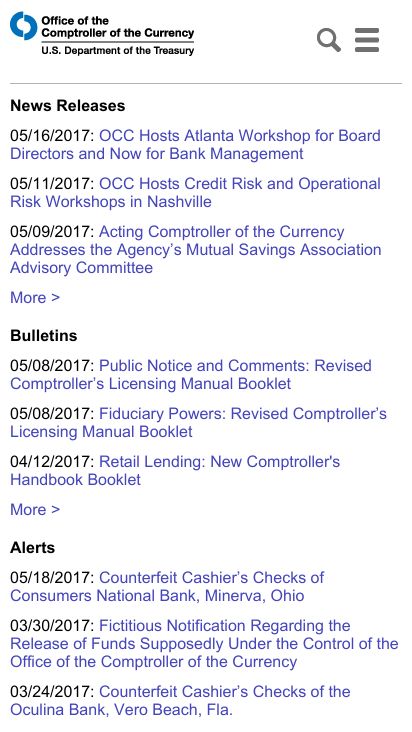 Office of the
Comptroller of the Currency
U.S. Department of the Treasury
News Releases
05/16/2017: OCC Hosts Atlanta Workshop for Board
Directors and Now for Bank Management
05/11/2017: OCC Hosts Credit Risk and Operational
Risk Workshops in Nashville
05/09/2017: Acting Comptroller of the Currency
Addresses the Agency’s Mutual Savings Association
Advisory Committee
More >
Bulletins
05/08/2017: Public Notice and Comments: Revised
Comptroller’s Licensing Manual Booklet
05/08/2017: Fiduciary Powers: Revised Comptroller’s
Licensing Manual Booklet
04/12/2017: Retail Lending: New Comptroller's
Handbook Booklet
More >
Alerts
05/18/2017: Counterfeit Cashier’s Checks of
Consumers National Bank, Minerva, Ohio
03/30/2017: Fictitious Notification Regarding the
Release of Funds Supposedly Under the Control of the
Office of the Comptroller of the Currency
03/24/2017: Counterfeit Cashier’s Checks of the
Oculina Bank, Vero Beach, Fla.